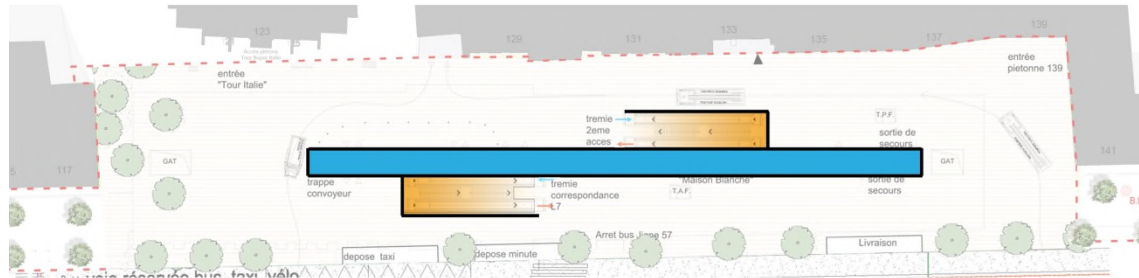 123
129
131
133
135
137
139
entrée
"Tour Italie"
entrée
pietonne 139
tremie
2eme
acces
T.P.F.
sortie de
secours
117
GAT
GAT
141
trappe
convoyeur
tremie
correspondance
L7
"Maison Blanche"
T.A.F.
sortie de
secours
Arret bus ligne 57
depose taxi
depose minute
Livraison
voie réservée bus, taxi, vélo